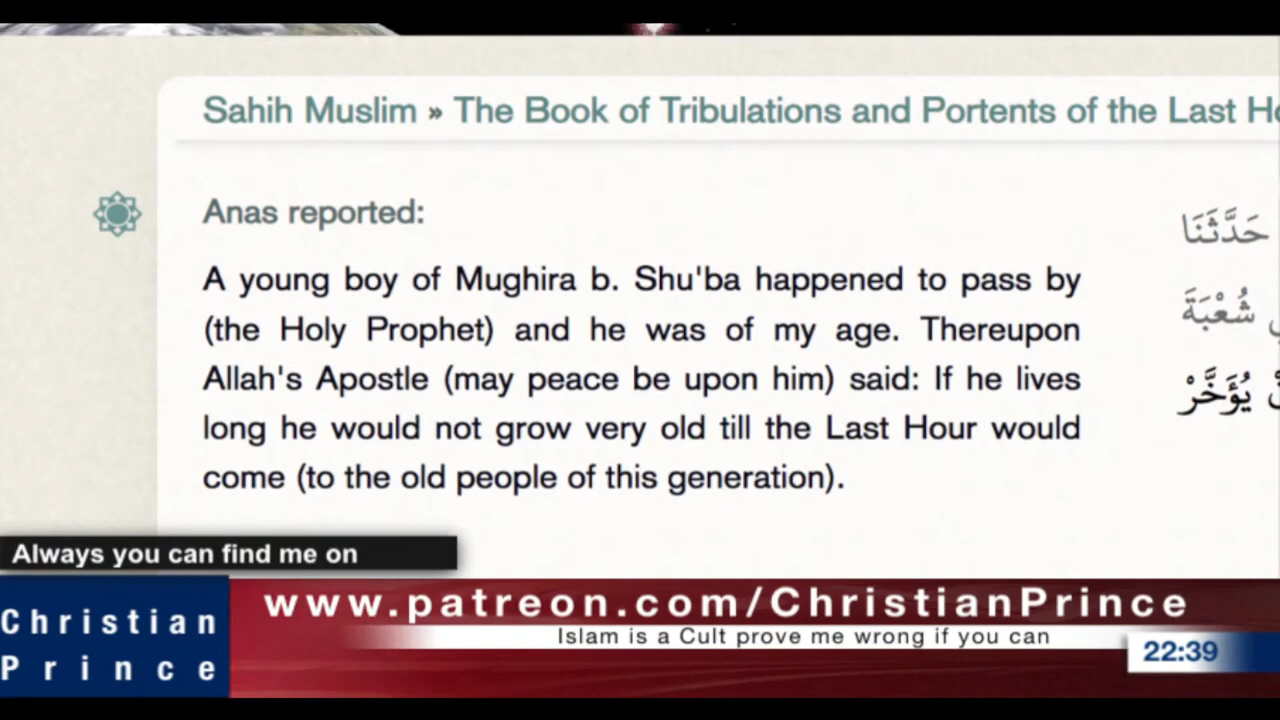 Sahih Muslim » The Book of Tribulations and Portents of the Last
Anas reported:
حَدَّثَنَا
A young boy of Mughira b. Shu'ba happened to pass by
(the Holy Prophet) and he was of my age. Thereupon
شُعْبَةَ
Allah's Apostle (may peace be upon him) said: If he lives
يُؤَخَّرْ
long he would not grow very old till the Last Hour would
come (to the old people of this generation).
Always you can find me on
Christian
Prince
www.patreon.com/ChristianPrince
Islam is a Cult prove me wrong if you can
22:39